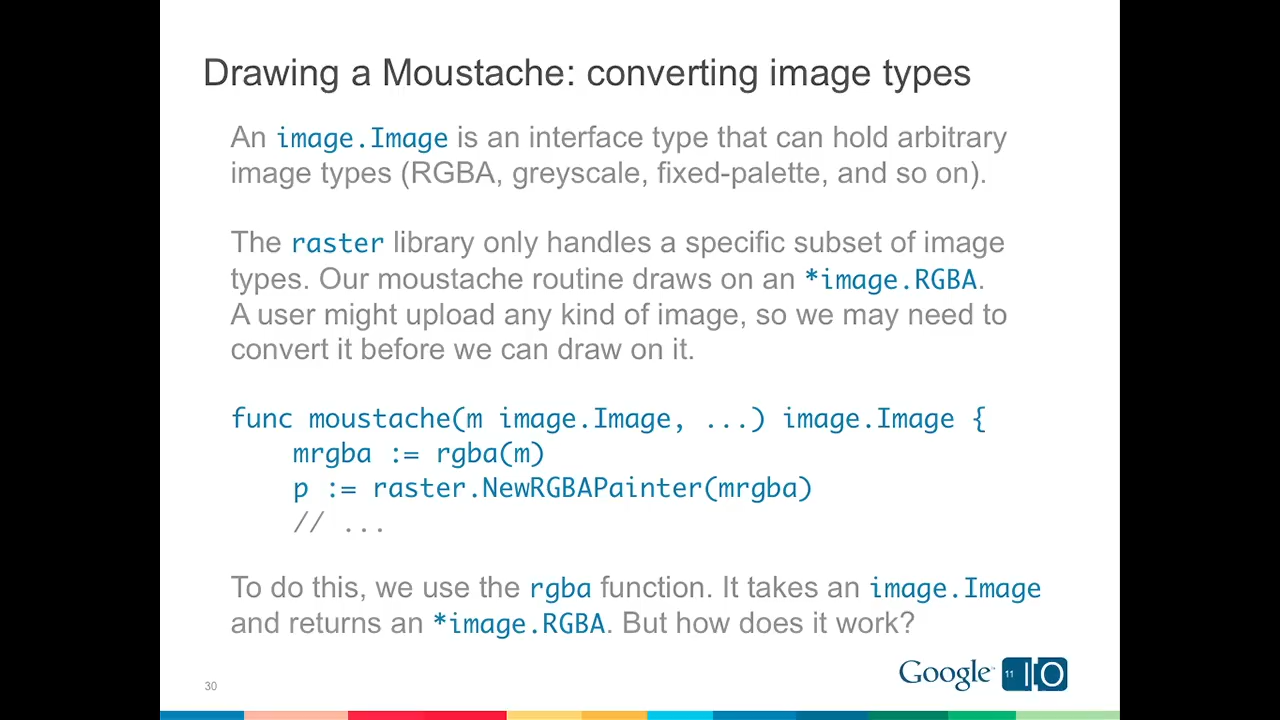 Drawing a Moustache: converting image types
An image.Image is an interface type that can hold arbitrary
image types (RGBA, greyscale, fixed-palette, and so on).
The raster library only handles a specific subset of image
types. Our moustache routine draws on an *image.RGBA.
A user might upload any kind of image, so we may need to
convert it before we can draw on it.
func moustache(m image.Image, ...) image.Image {
    mrgba := rgba(m)
    p := raster.NewRGBAPainter(mrgba)
    // ...
To do this, we use the rgba function. It takes an image.Image
and returns an *image.RGBA. But how does it work?
Google 11 IO
30